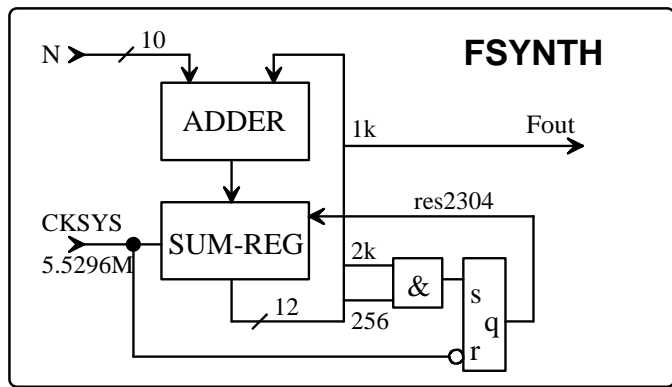 FSYNTH
N
10
ADDER
1k
Fout
CKSYS
5.5296M
SUM-REG
res2304
2k
&
256
12
s
q
r